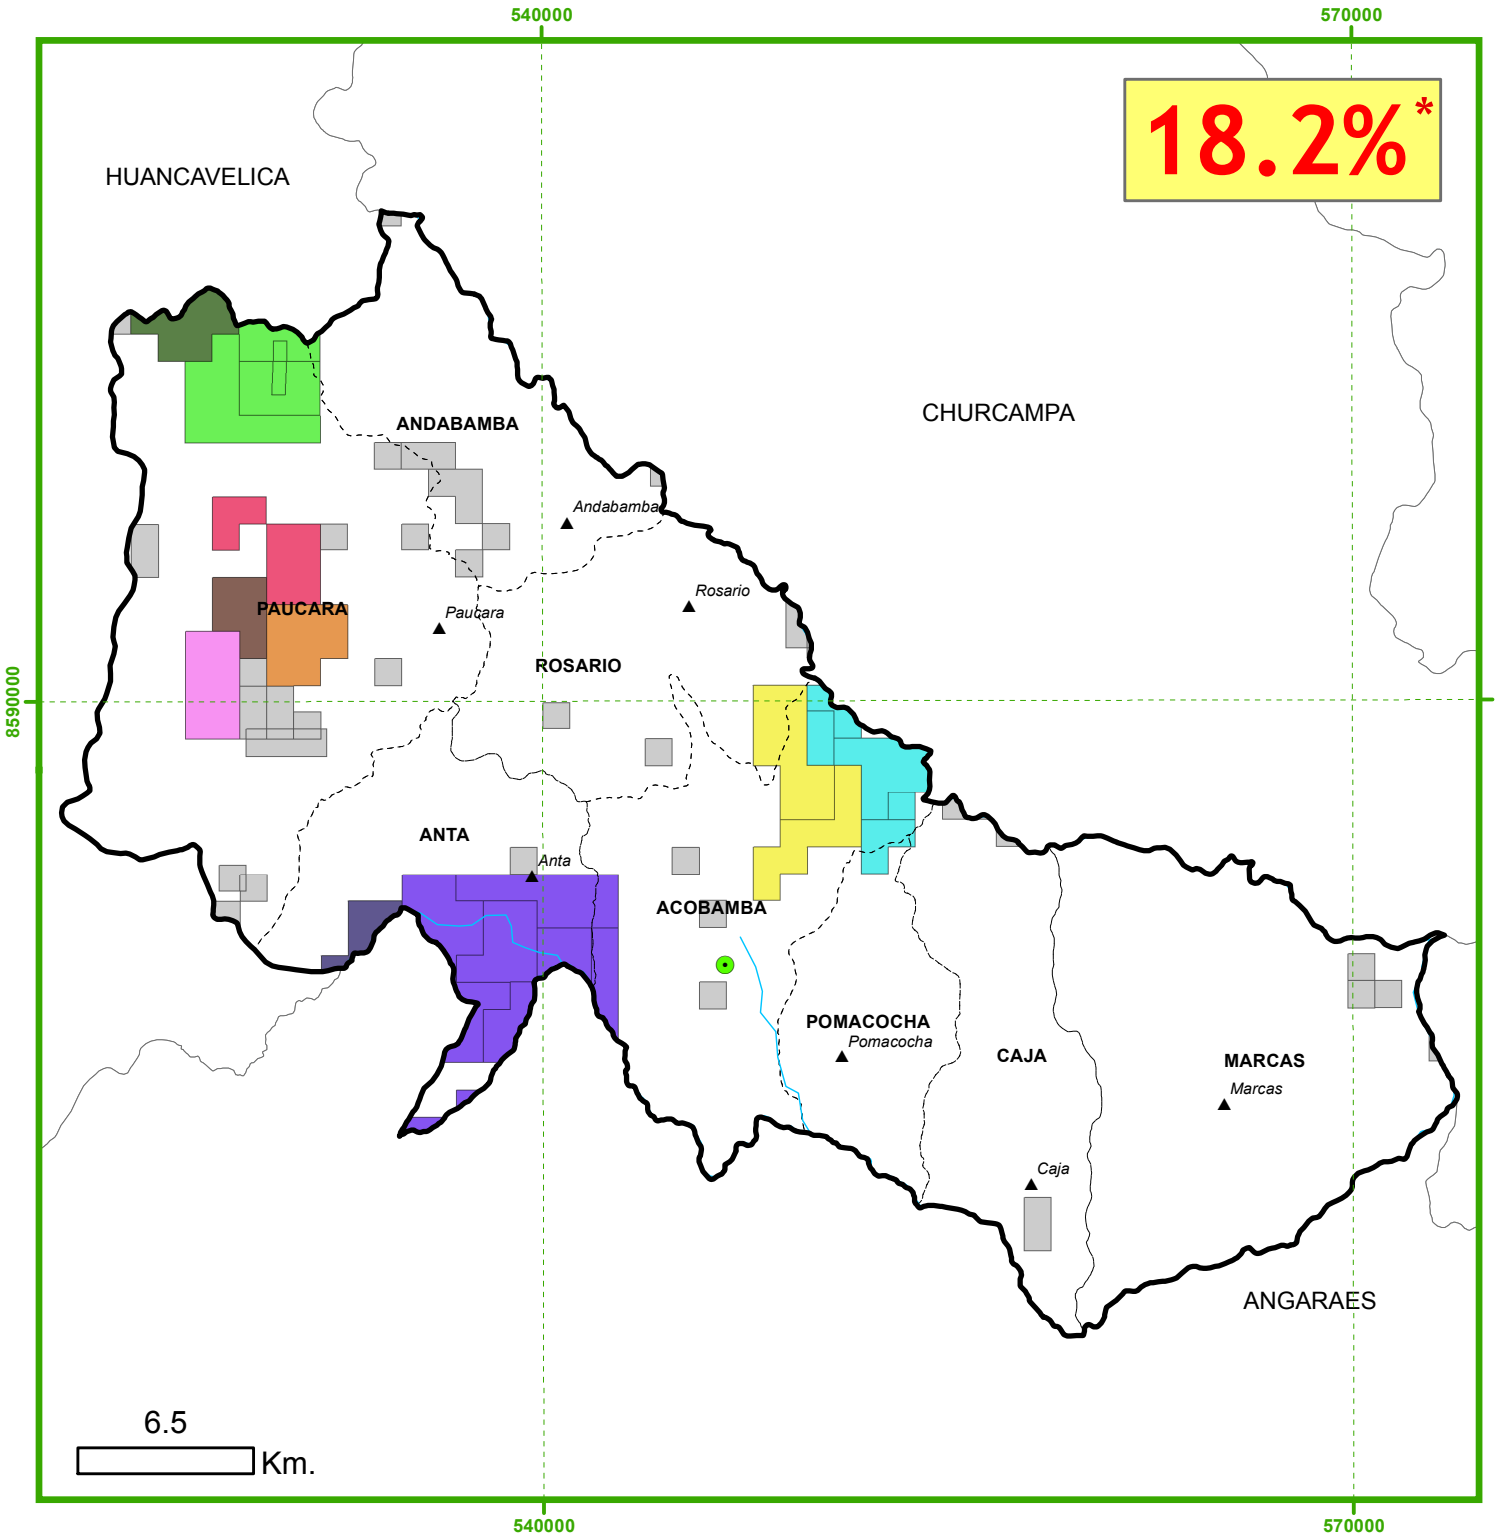 540000
570000
18.2%*
HUANCAVELICA
CHURCAMPA
ANDABAMBA
Andabamba
Rosario
PAUCARA
Paucara
ROSARIO
8590000
ANTA
Anta
ACOBAMBA
POMACOCHA
Pomacocha
CAJA
MARCAS
Marcas
Caja
ANGARAES
6.5
Km.
540000
570000